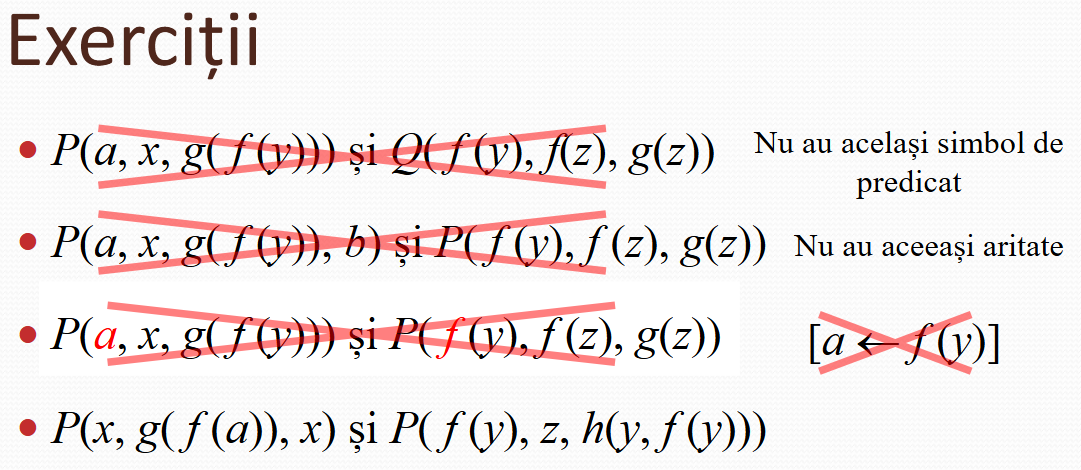 Exerciții
• P(a, x, g( f (y))) și Q( f (y), f(z), g(z))
Nu au același simbol de
predicat
• P(a, x, g( f (y)), b) și P( f (y), f (z), g(z))
Nu au aceeași aritate
• P(a, x, g( f (y))) și P( f (y), f (z), g(z))
[a ← f (y)]
• P(x, g( f (a)), x) și P( f (y), z, h(y, f (y)))